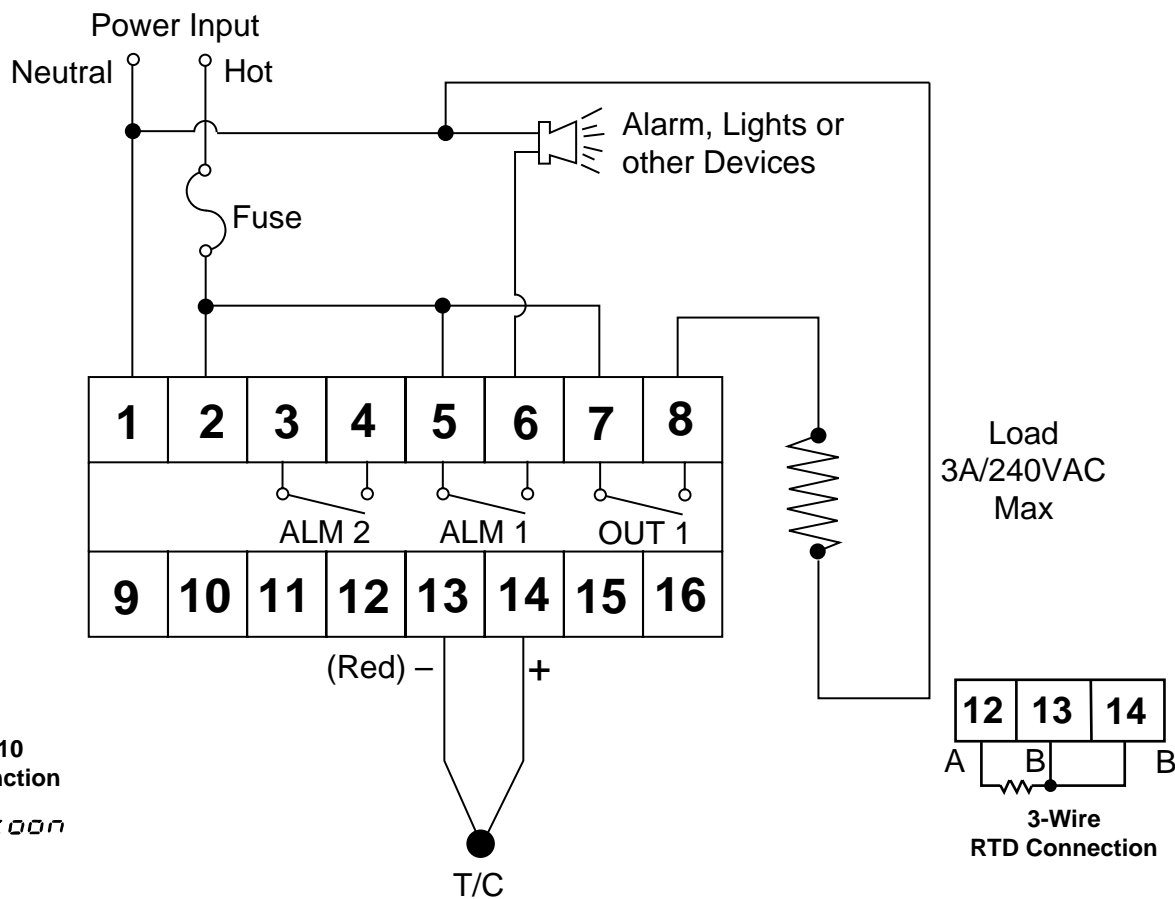 Power Input
Neutral
Hot
Alarm, Lights or
other Devices
Fuse
1 2 3 4 5 6 7 8
ALM 2 ALM 1 OUT 1
9 10 11 12 13 14 15 16
Load
3A/240VAC
Max
(Red) – +
T/C
12 13 14
A B B
3-Wire
RTD Connection
10